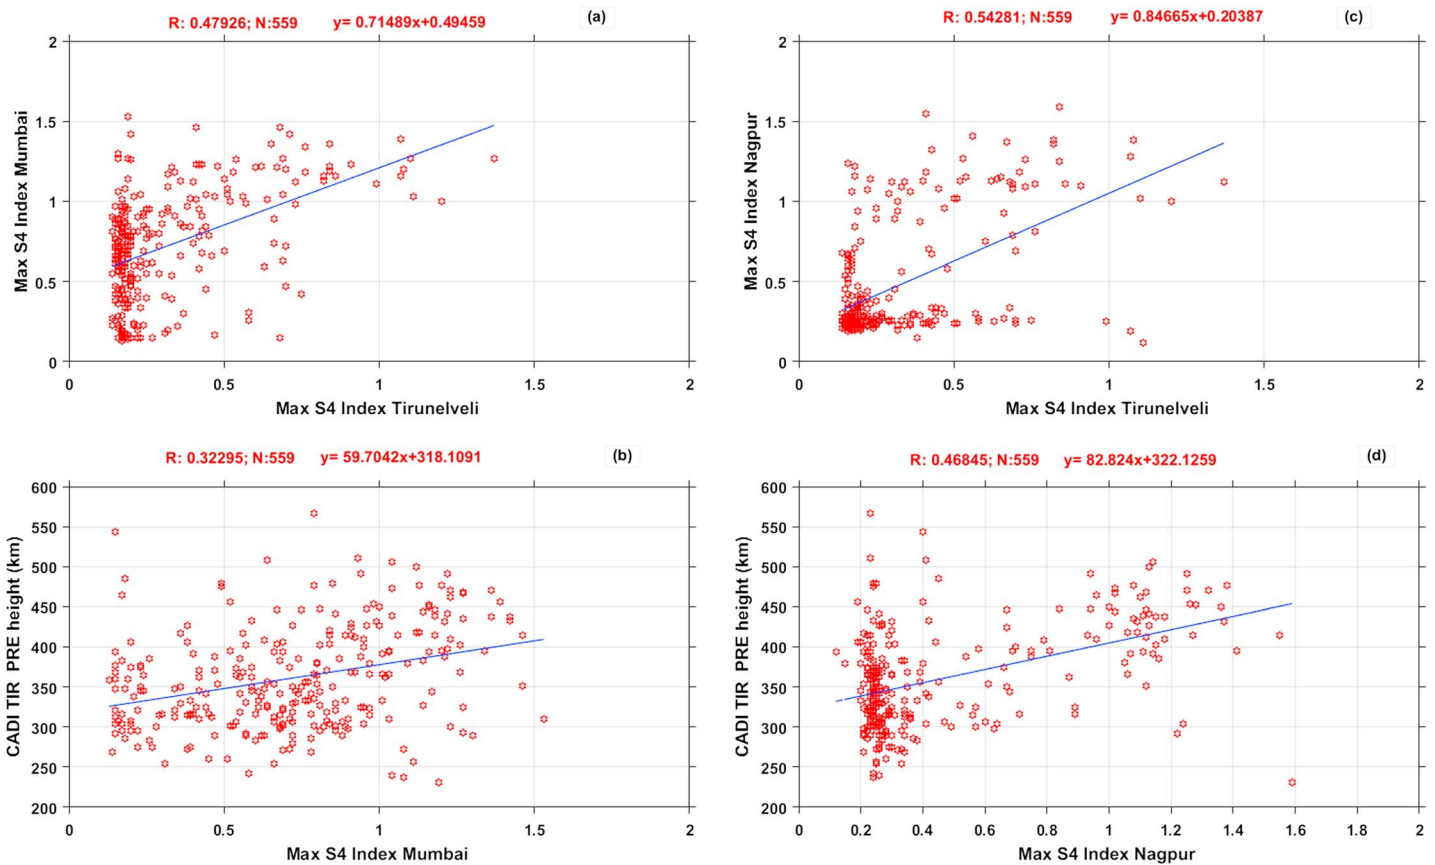 R: 0.47926; N:559 y= 0.71489x+0.49459 (a)
2
1.5
1
0.5
0
Max S4 Index Mumbai
0 0.5 1 1.5 2
Max S4 Index Tirunelveli
R: 0.54281; N:559 y= 0.84665x+0.20387 (c)
2
1.5
1
0.5
0
Max S4 Index Nagpur
0 0.5 1 1.5 2
Max S4 Index Tirunelveli
R: 0.32295; N:559 y= 59.7042x+318.1091 (b)
600
550
500
450
400
350
300
250
200
CADI TIR PRE height (km)
0 0.5 1 1.5 2
Max S4 Index Mumbai
R: 0.46845; N:559 y= 82.824x+322.1259 (d)
600
550
500
450
400
350
300
250
200
CADI TIR PRE height (km)
0 0.2 0.4 0.6 0.8 1 1.2 1.4 1.6 1.8 2
Max S4 Index Nagpur